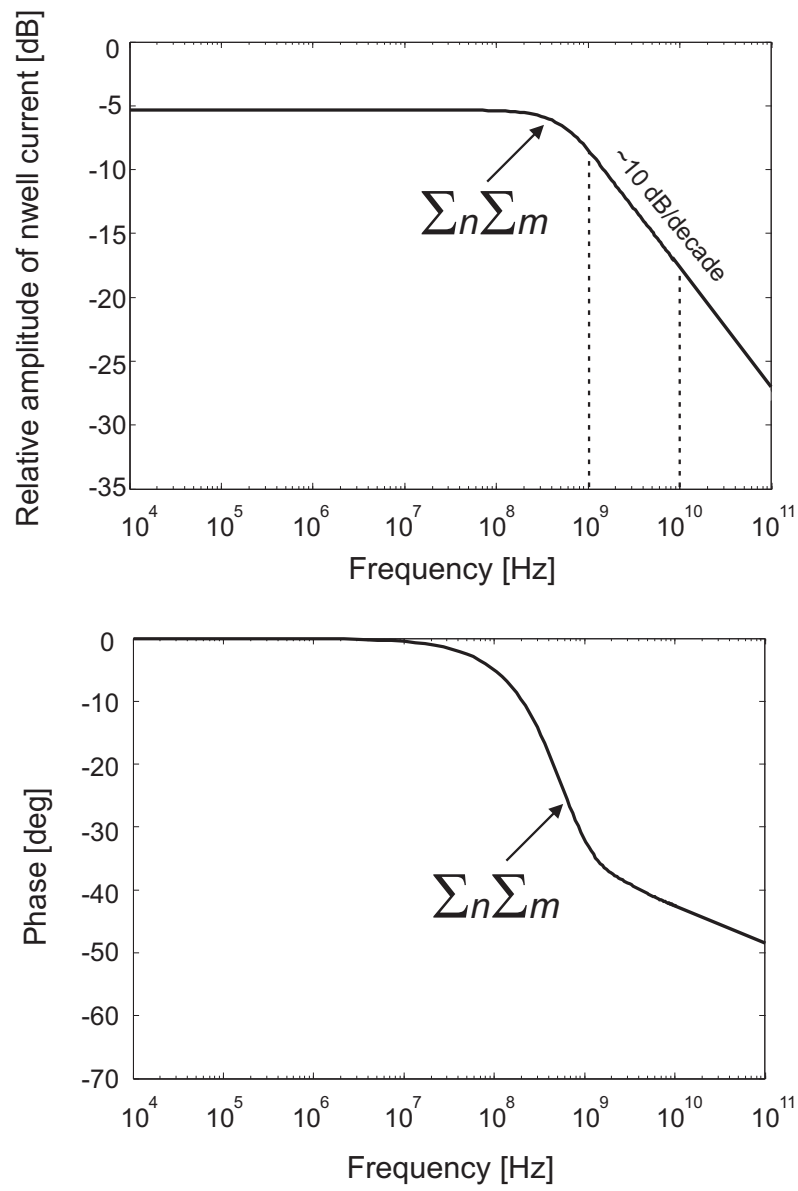 Relative amplitude of nwell current [dB]
0
-5
-10
-15
-20
-25
-30
-35
∑n∑m
~10 dB/decade
10^4 10^5 10^6 10^7 10^8 10^9 10^10 10^11
Frequency [Hz]
Phase [deg]
0
-10
-20
-30
-40
-50
-60
-70
∑n∑m
10^4 10^5 10^6 10^7 10^8 10^9 10^10 10^11
Frequency [Hz]